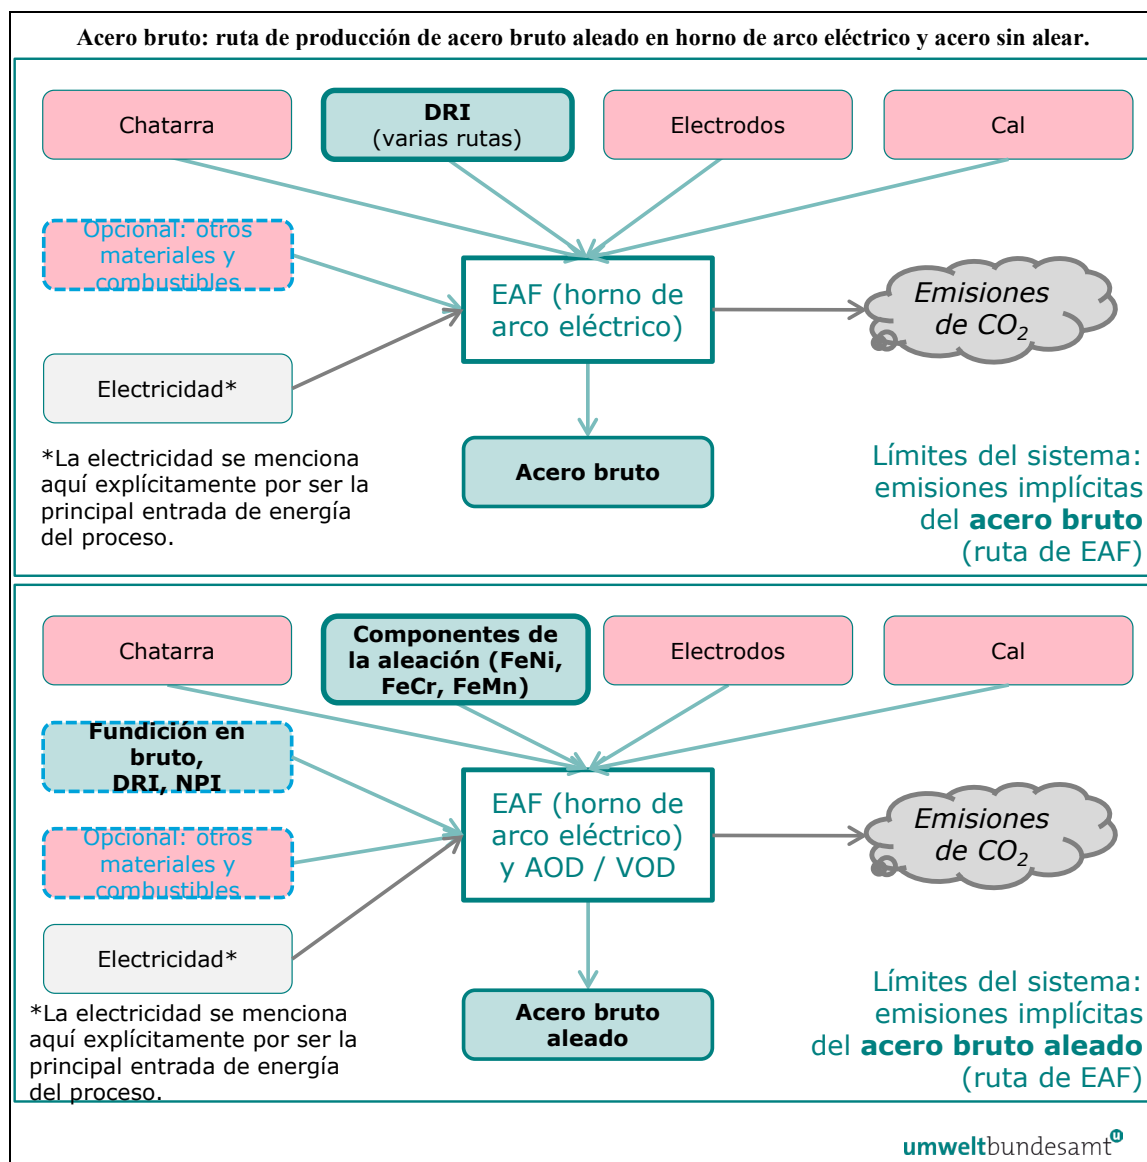 Acero bruto: ruta de producción de acero bruto aleado en horno de arco eléctrico y acero sin alear.
Chatarra
DRI
(varias rutas)
Electrodos
Cal
Opcional: otros
materiales y
combustibles
EAF (horno de
arco eléctrico)
Emisiones
de CO₂
Electricidad*
*La electricidad se menciona
aquí explícitamente por ser la
principal entrada de energía
del proceso.
Acero bruto
Límites del sistema:
emisiones implícitas
del acero bruto
(ruta de EAF)
Chatarra
Componentes de
la aleación (FeNi,
FeCr, FeMn)
Electrodos
Cal
Fundición en
bruto,
DRI, NPI
Opcional: otros
materiales y
combustibles
EAF (horno de
arco eléctrico)
y AOD / VOD
Emisiones
de CO₂
Electricidad*
*La electricidad se menciona
aquí explícitamente por ser la
principal entrada de energía
del proceso.
Acero bruto
aleado
Límites del sistema:
emisiones implícitas
del acero bruto aleado
(ruta de EAF)
umweltbundesamt